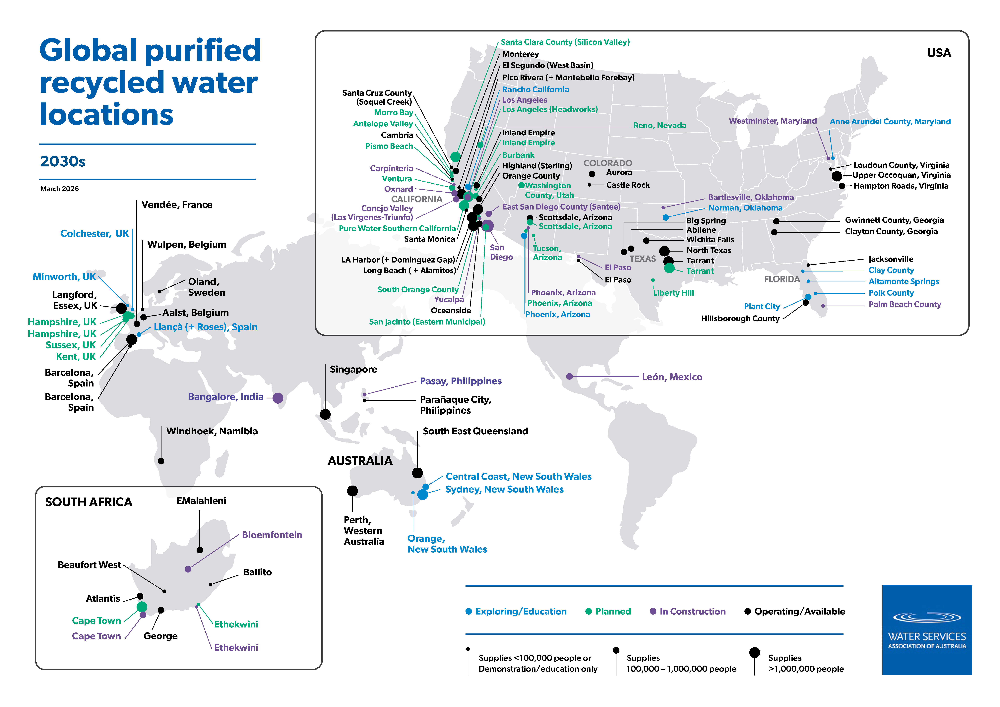 Global purified
recycled water
locations
2030s
March 2026
USA
Santa Clara County (Silicon Valley)
Monterey
El Segundo (West Basin)
Pico Rivera (+ Montebello Forebay)
Rancho California
Los Angeles
Los Angeles (Headworks)
Reno, Nevada
Inland Empire
Inland Empire
Burbank
Highland (Sterling)
Orange County
Washington
County, Utah
East San Diego County (Santee)
Santa Cruz County
(Soquel Creek)
Morro Bay
Antelope Valley
Cambria
Pismo Beach
Carpinteria
Ventura
Oxnard
CALIFORNIA
Conejo Valley
(Las Virgenes-Triunfo)
Pure Water Southern California
Santa Monica
LA Harbor (+ Dominguez Gap)
Long Beach ( + Alamitos)
South Orange County
Yucaipa
Oceanside
San Jacinto (Eastern Municipal)
San
Diego
COLORADO
Aurora
Castle Rock
Scottsdale, Arizona
Scottsdale, Arizona
Tucson,
Arizona
Phoenix, Arizona
Phoenix, Arizona
Phoenix, Arizona
El Paso
El Paso
TEXAS
Bartlesville, Oklahoma
Norman, Oklahoma
Big Spring
Abilene
Wichita Falls
North Texas
Tarrant
Tarrant
Liberty Hill
Westminster, Maryland
Anne Arundel County, Maryland
Loudoun County, Virginia
Upper Occoquan, Virginia
Hampton Roads, Virginia
Gwinnett County, Georgia
Clayton County, Georgia
Jacksonville
Clay County
FLORIDA
Altamonte Springs
Polk County
Palm Beach County
Plant City
Hillsborough County
Vendée, France
Colchester, UK
Wulpen, Belgium
Minworth, UK
Oland,
Sweden
Langford,
Essex, UK
Aalst, Belgium
Hampshire, UK
Llançà (+ Roses), Spain
Hampshire, UK
Sussex, UK
Kent, UK
Barcelona,
Spain
Barcelona,
Spain
Bangalore, India
Singapore
Pasay, Philippines
Parañaque City,
Philippines
León, Mexico
Windhoek, Namibia
South East Queensland
AUSTRALIA
Central Coast, New South Wales
Sydney, New South Wales
Perth,
Western
Australia
Orange,
New South Wales
SOUTH AFRICA
EMalahleni
Bloemfontein
Beaufort West
Ballito
Atlantis
Cape Town
Cape Town
George
Ethekwini
Ethekwini
Exploring/Education
Planned
In Construction
Operating/Available
Supplies <100,000 people or
Demonstration/education only
Supplies
100,000 – 1,000,000 people
Supplies
>1,000,000 people
WATER SERVICES
ASSOCIATION OF AUSTRALIA